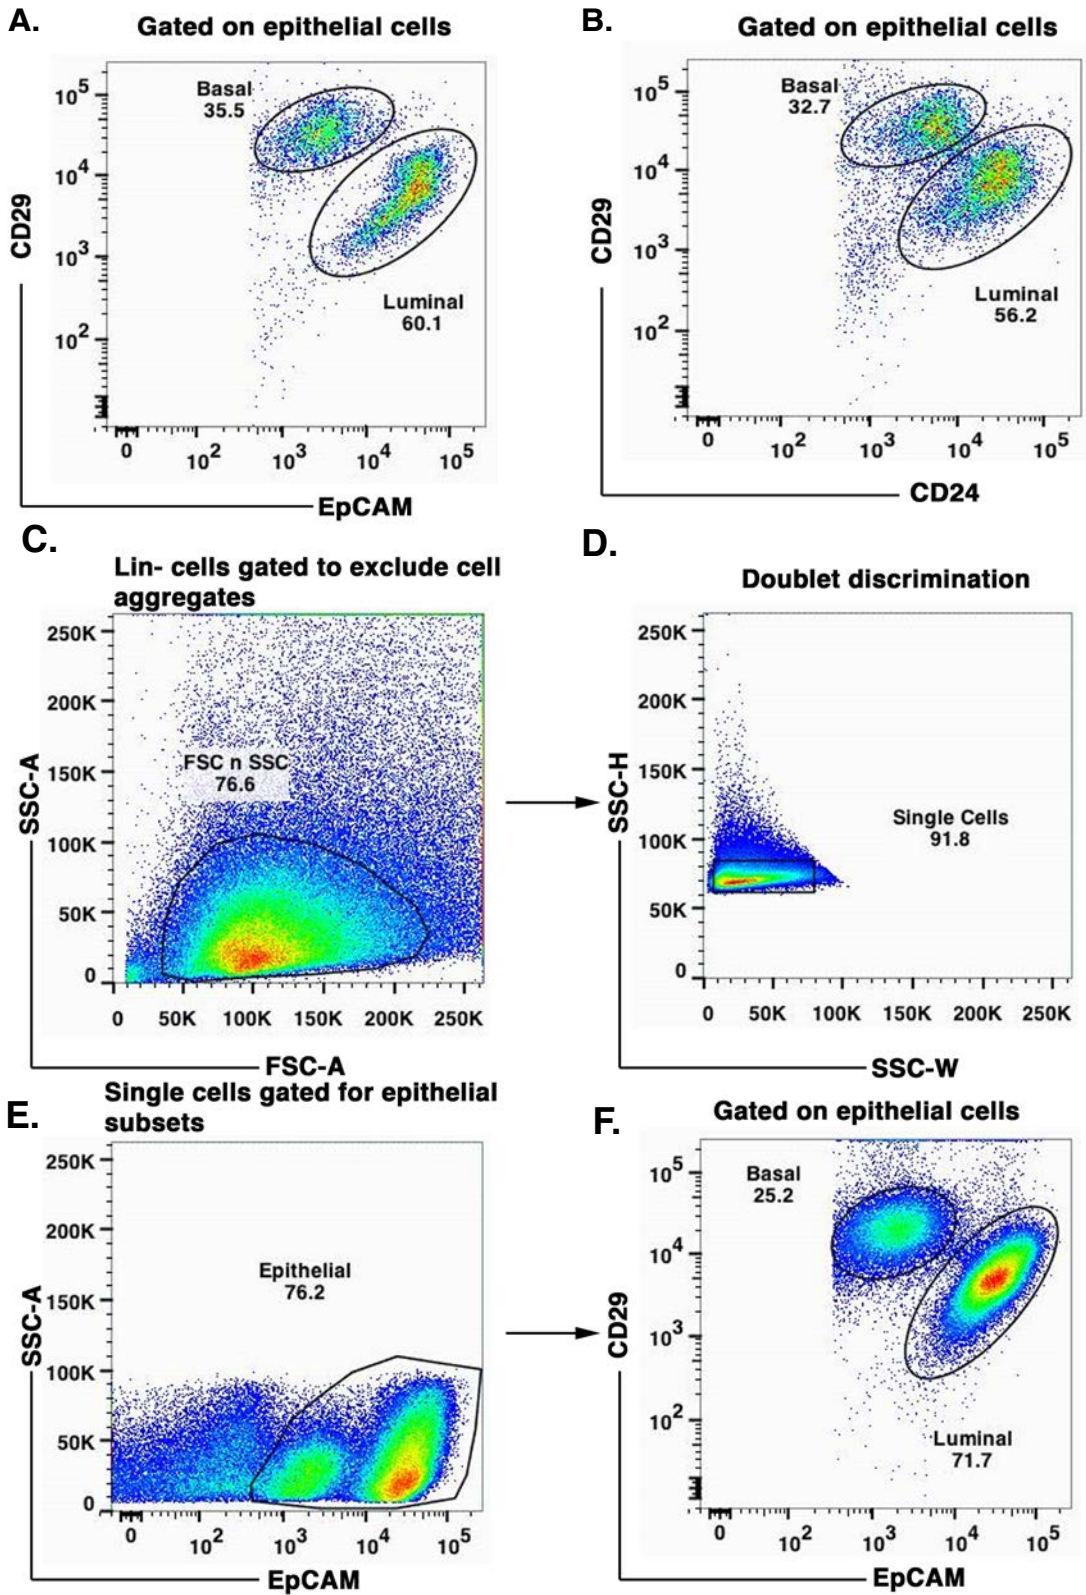 A.
Gated on epithelial cells
10^5
10^4
10^3
10^2
Basal
35.5
Luminal
60.1
CD29
0 10^2 10^3 10^4 10^5
EpCAM
B.
Gated on epithelial cells
10^5
10^4
10^3
10^2
Basal
32.7
Luminal
56.2
CD29
0 10^2 10^3 10^4 10^5
CD24
C.
Lin- cells gated to exclude cell
aggregates
250K
200K
150K
100K
50K
0
FSC n SSC
76.6
SSC-A
0 50K 100K 150K 200K 250K
FSC-A
D.
Doublet discrimination
250K
200K
150K
100K
50K
0
Single Cells
91.8
SSC-H
0 50K 100K 150K 200K 250K
SSC-W
E.
Single cells gated for epithelial
subsets
250K
200K
150K
100K
50K
0
Epithelial
76.2
SSC-A
0 10^2 10^3 10^4 10^5
EpCAM
F.
Gated on epithelial cells
10^5
10^4
10^3
10^2
Basal
25.2
Luminal
71.7
CD29
0 10^2 10^3 10^4 10^5
EpCAM